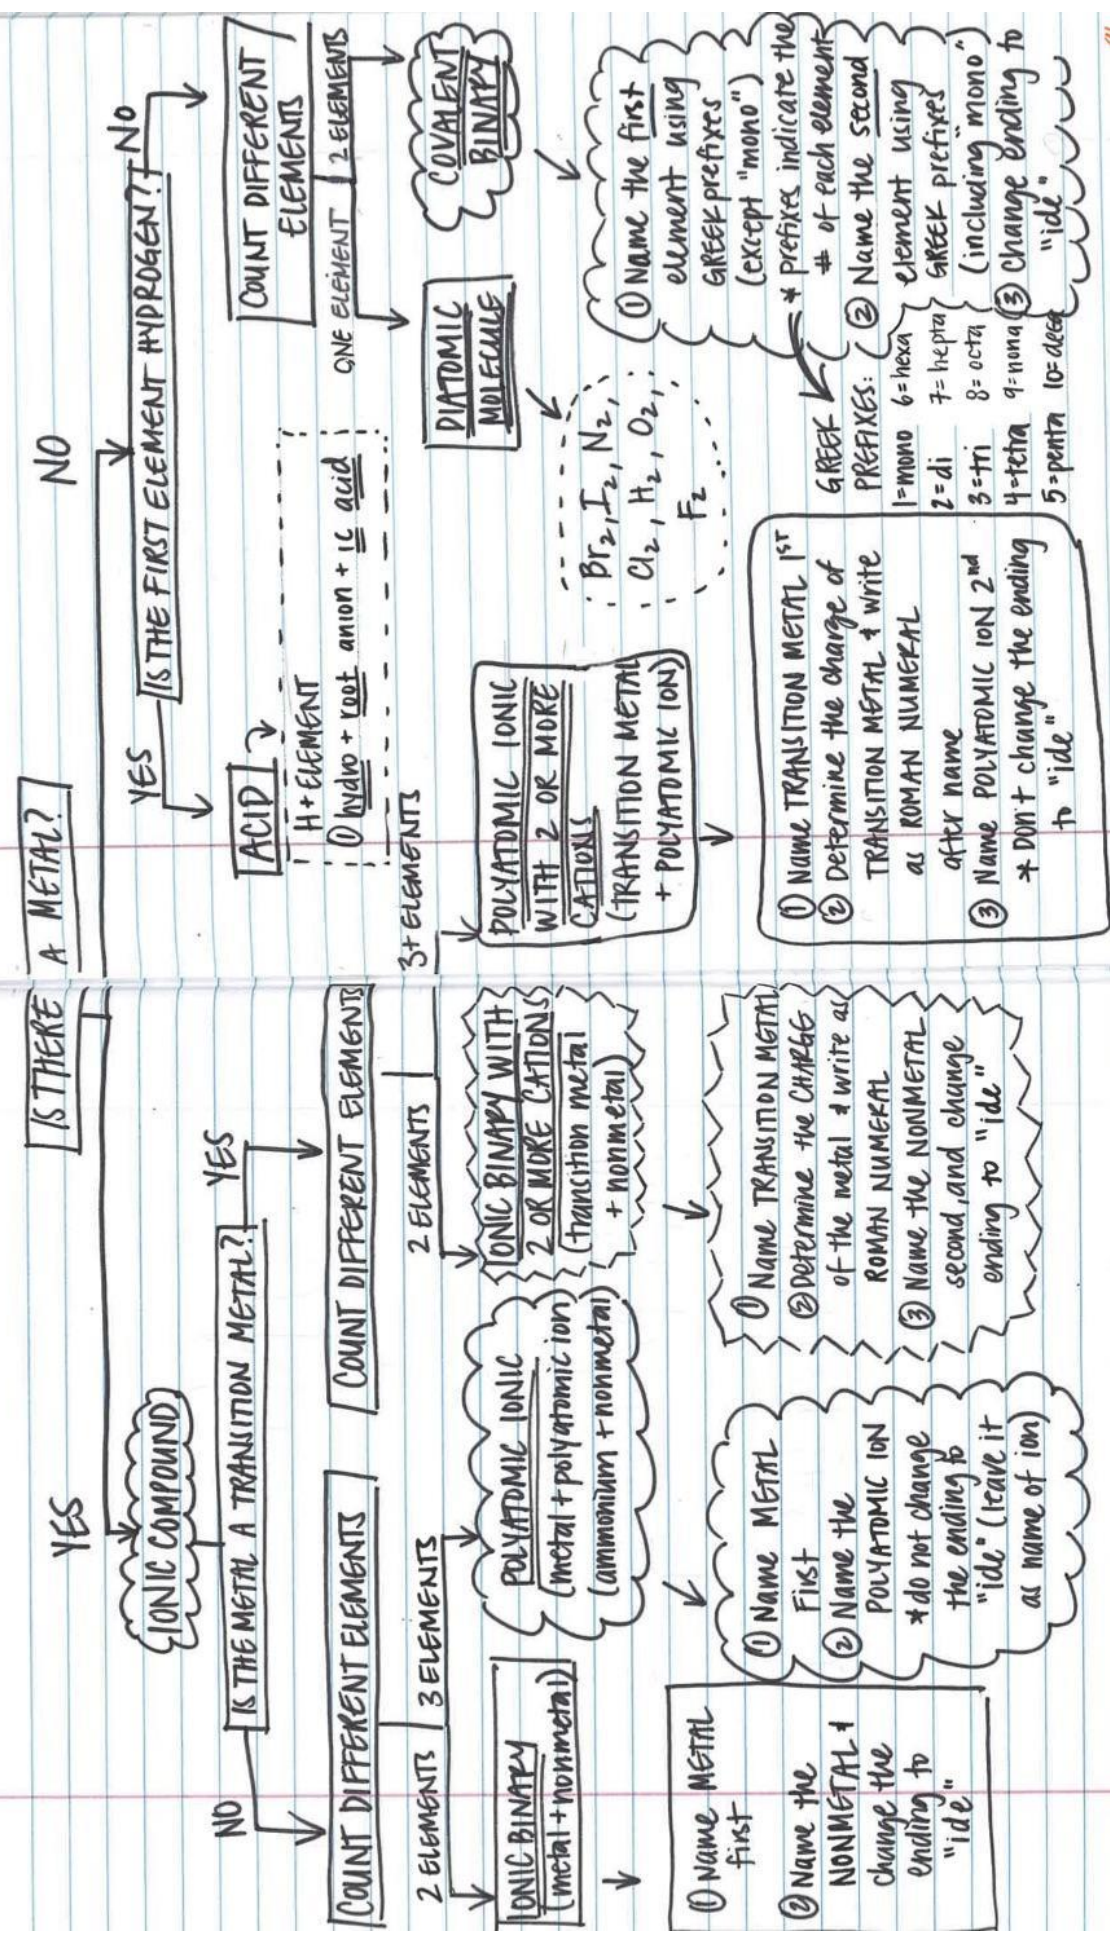 IS THERE A METAL?
YES
NO
IONIC COMPOUND
IS THE METAL A TRANSITION METAL?
NO
YES
COUNT DIFFERENT ELEMENTS
2 ELEMENTS
3 ELEMENTS
IONIC BINARY
(metal + nonmetal)
① Name METAL
first
② Name the
NONMETAL &
change the
ending to
"ide"
POLYATOMIC IONIC
(metal + polyatomic ion)
(ammonium + nonmetal)
① Name METAL
First
② Name the
POLYATOMIC ION
* do not change
the ending to
"ide" (leave it
as name of ion)
COUNT DIFFERENT ELEMENTS
2 ELEMENTS
3+ ELEMENTS
IONIC BINARY WITH
2 OR MORE CATIONS
(transition metal
+ nonmetal)
① Name TRANSITION METAL
② Determine the CHARGE
of the metal & write as
ROMAN NUMERAL
③ Name the NONMETAL
second, and change
ending to "ide"
POLYATOMIC IONIC
WITH 2 OR MORE
CATIONS
(TRANSITION METAL
+ POLYATOMIC ION)
① Name TRANSITION METAL 1ST
② Determine the charge of
TRANSITION METAL & write
as ROMAN NUMERAL
after name
③ Name POLYATOMIC ION 2nd
* Don't change the ending
to "ide"
IS THE FIRST ELEMENT HYDROGEN?
YES
NO
ACID
H + ELEMENT
① hydro + root anion + ic acid
COUNT DIFFERENT
ELEMENTS
ONE ELEMENT
2 ELEMENTS
DIATOMIC
MOLECULE
Br2, I2, N2,
Cl2, H2, O2,
F2
COVALENT
BINARY
① Name the first
element using
GREEK prefixes
(except "mono")
* prefixes indicate the
# of each element
② Name the second
element using
GREEK prefixes
(including "mono")
③ Change ending to
"ide"
GREEK
PREFIXES:
1=mono 6=hexa
2=di 7=hepta
3=tri 8=octa
4=tetra 9=nona
5=penta 10=deca